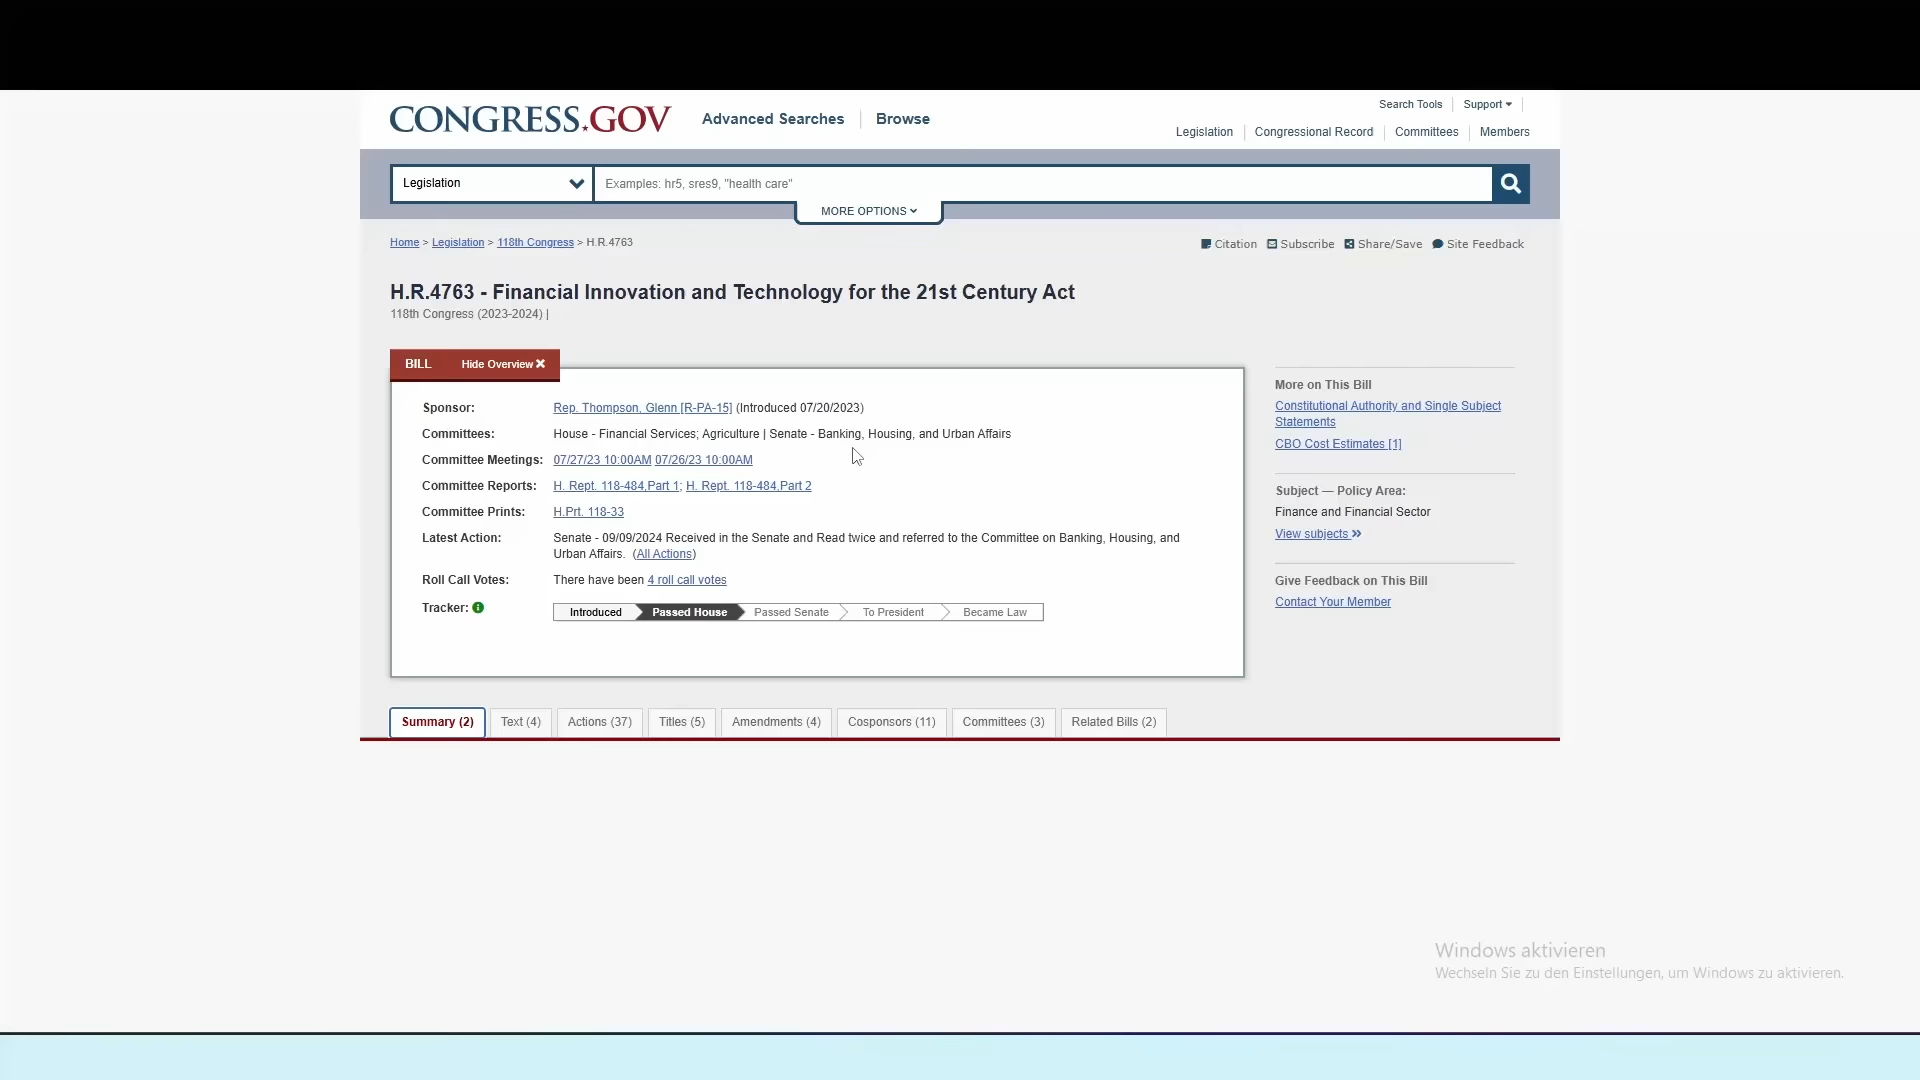 CONGRESS.GOV
Advanced Searches
Browse
Search Tools
Support
Legislation
Congressional Record
Committees
Members
Legislation
Examples: hr5, sres9, "health care"
MORE OPTIONS
Home > Legislation > 118th Congress > H.R.4763
Citation
Subscribe
Share/Save
Site Feedback
H.R.4763 - Financial Innovation and Technology for the 21st Century Act
118th Congress (2023-2024) |
BILL
Hide Overview
Sponsor: Rep. Thompson, Glenn [R-PA-15] (Introduced 07/20/2023)
Committees: House - Financial Services; Agriculture | Senate - Banking, Housing, and Urban Affairs
Committee Meetings: 07/27/23 10:00AM 07/26/23 10:00AM
Committee Reports: H. Rept. 118-484,Part 1; H. Rept. 118-484,Part 2
Committee Prints: H.Prt. 118-33
Latest Action: Senate - 09/09/2024 Received in the Senate and Read twice and referred to the Committee on Banking, Housing, and
Urban Affairs. (All Actions)
Roll Call Votes: There have been 4 roll call votes
Tracker: Introduced Passed House Passed Senate To President Became Law
More on This Bill
Constitutional Authority and Single Subject
Statements
CBO Cost Estimates [1]
Subject — Policy Area:
Finance and Financial Sector
View subjects »
Give Feedback on This Bill
Contact Your Member
Summary (2)
Text (4)
Actions (37)
Titles (5)
Amendments (4)
Cosponsors (11)
Committees (3)
Related Bills (2)
Windows aktivieren
Wechseln Sie zu den Einstellungen, um Windows zu aktivieren.